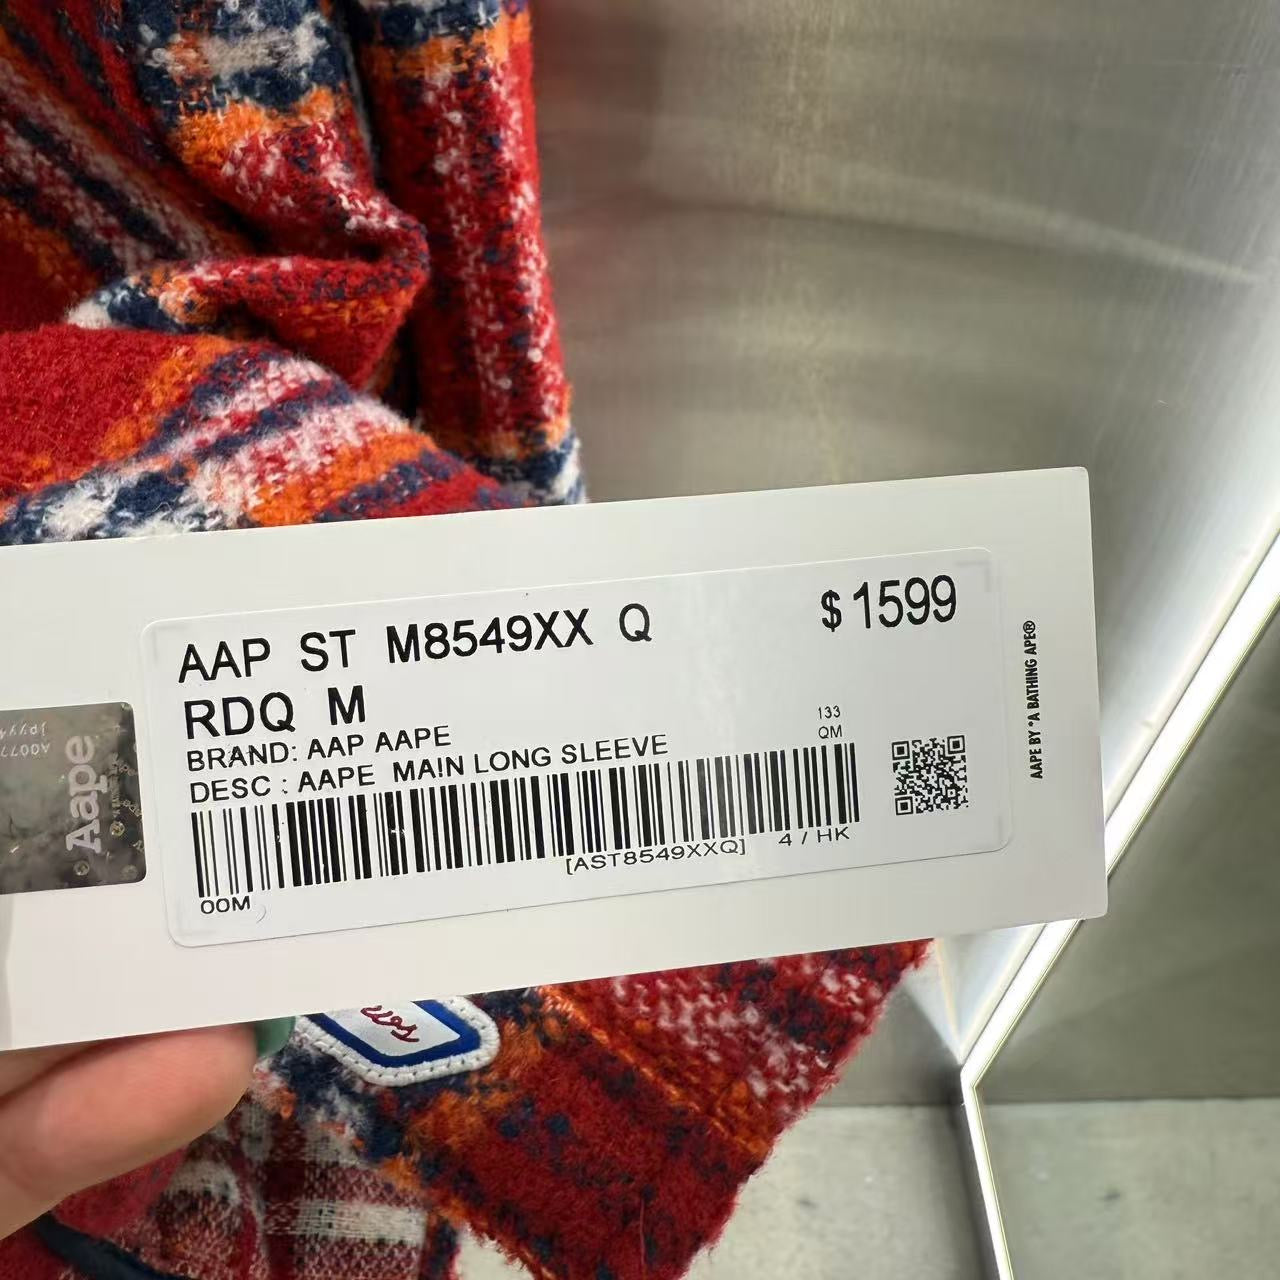 AAP ST M8549XX Q
$1599
RDQ M
BRAND: AAP AAPE
133
DESC : AAPE MAIN LONG SLEEVE
QM
[AST8549XXQ] 4 / HK
00M
AAPE BY *A BATHING APE®
Aape